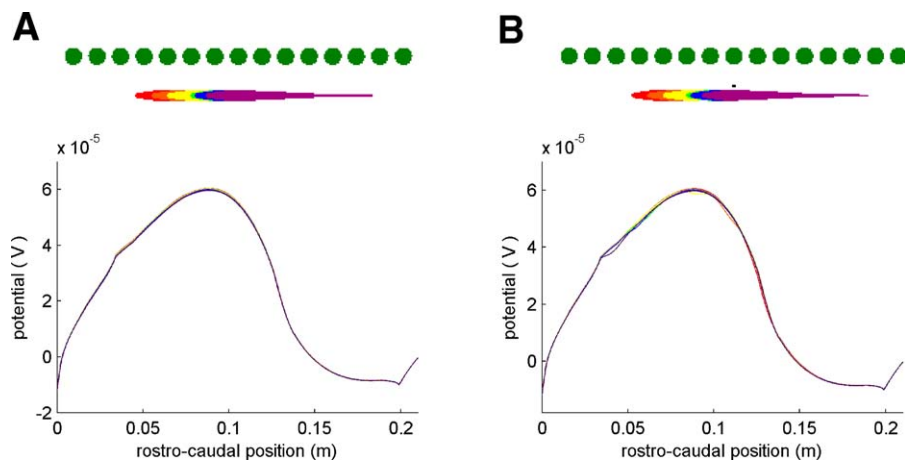 A
x 10⁻⁵
6
4
2
0
-2
potential ( V )
0
0.05
0.1
0.15
0.2
rostro-caudal position (m)
B
x 10⁻⁵
6
4
2
0
potential ( V )
0
0.05
0.1
0.15
0.2
rostro-caudal position (m)